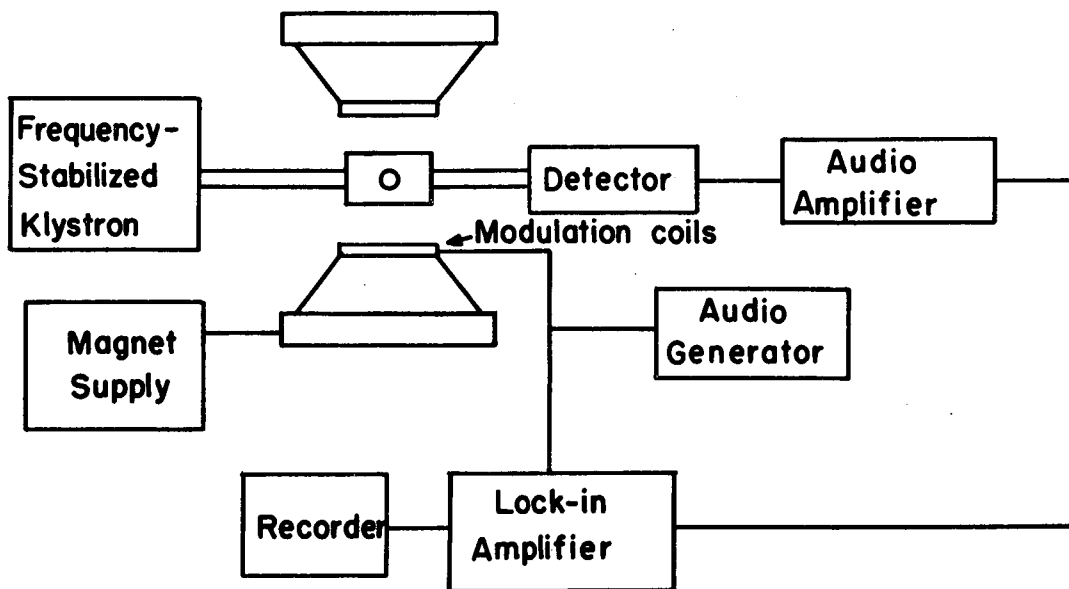 Frequency-
Stabilized
Klystron
Detector
Audio
Amplifier
Modulation coils
Magnet
Supply
Audio
Generator
Recorder
Lock-in
Amplifier